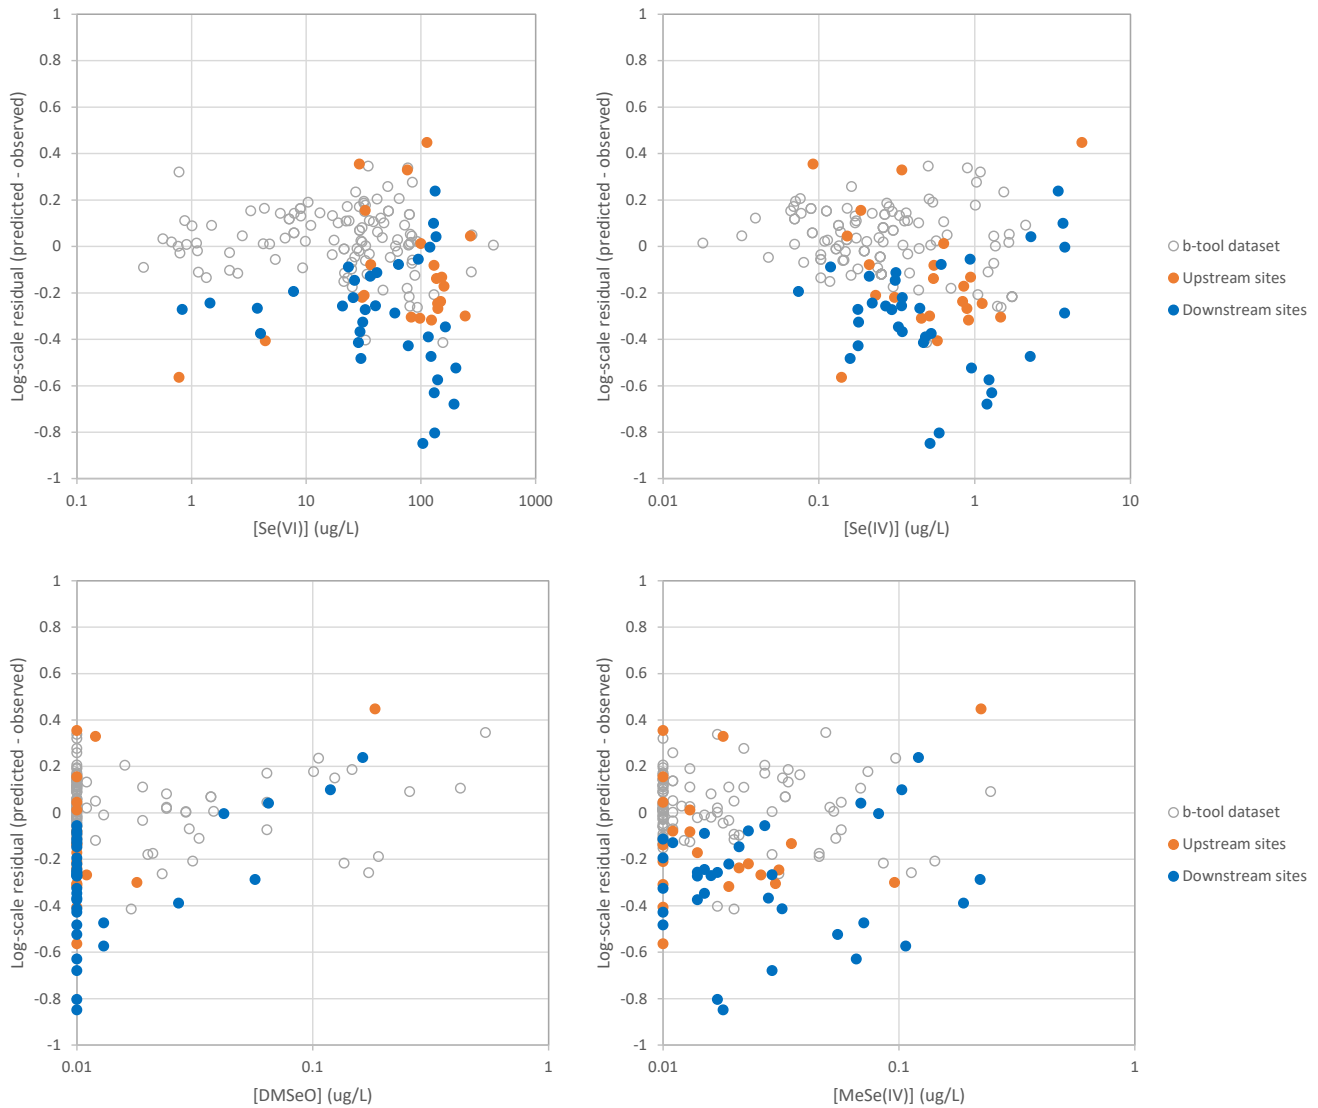 1
0.8
0.6
0.4
0.2
0
-0.2
-0.4
-0.6
-0.8
-1
Log-scale residual (predicted - observed)
0.1 1 10 100 1000
[Se(VI)] (ug/L)
1
0.8
0.6
0.4
0.2
0
-0.2
-0.4
-0.6
-0.8
-1
Log-scale residual (predicted - observed)
0.01 0.1 1 10
[Se(IV)] (ug/L)
b-tool dataset
Upstream sites
Downstream sites
1
0.8
0.6
0.4
0.2
0
-0.2
-0.4
-0.6
-0.8
-1
Log-scale residual (predicted - observed)
0.01 0.1 1
[DMSeO] (ug/L)
1
0.8
0.6
0.4
0.2
0
-0.2
-0.4
-0.6
-0.8
-1
Log-scale residual (predicted - observed)
0.01 0.1 1
[MeSe(IV)] (ug/L)
b-tool dataset
Upstream sites
Downstream sites